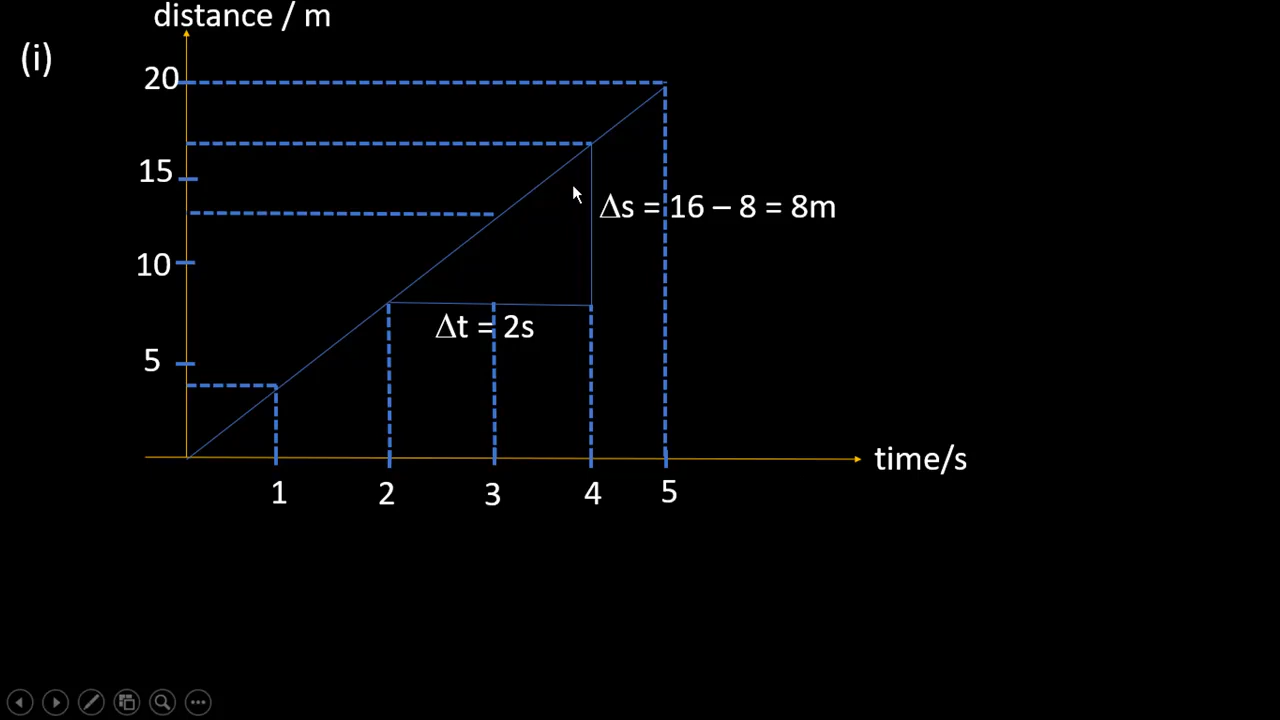 distance / m
(i)
20
15
Δs = 16 – 8 = 8m
10
Δt = 2s
5
time/s
1 2 3 4 5